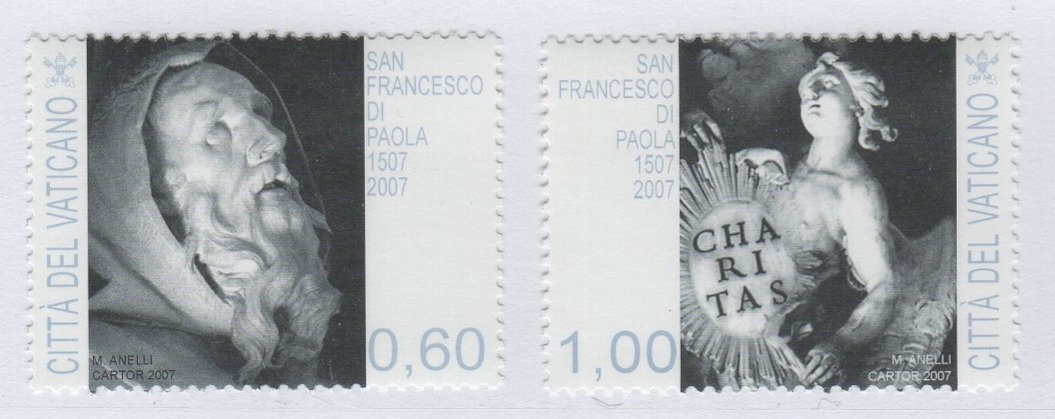 CITTÀ DEL VATICANO
SAN
FRANCESCO
DI
PAOLA
1507
2007
M. ANELLI
CARTOR 2007
0,60
SAN
FRANCESCO
DI
PAOLA
1507
2007
1,00
CHA
RI
TAS
M. ANELLI
CARTOR 2007
CITTÀ DEL VATICANO